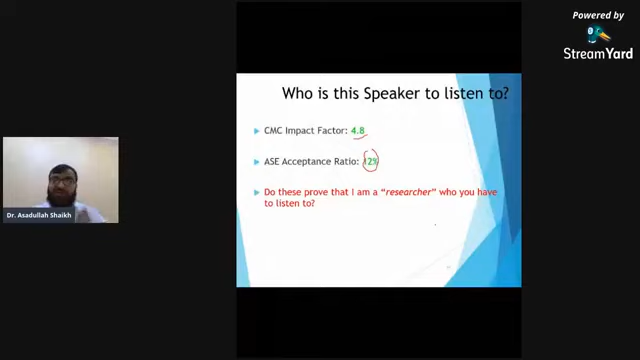 Powered by
StreamYard
Who is this Speaker to listen to?
CMC Impact Factor: 4.8
ASE Acceptance Ratio: 12%
Do these prove that I am a "researcher" who you have
to listen to?
Dr. Asadullah Shaikh